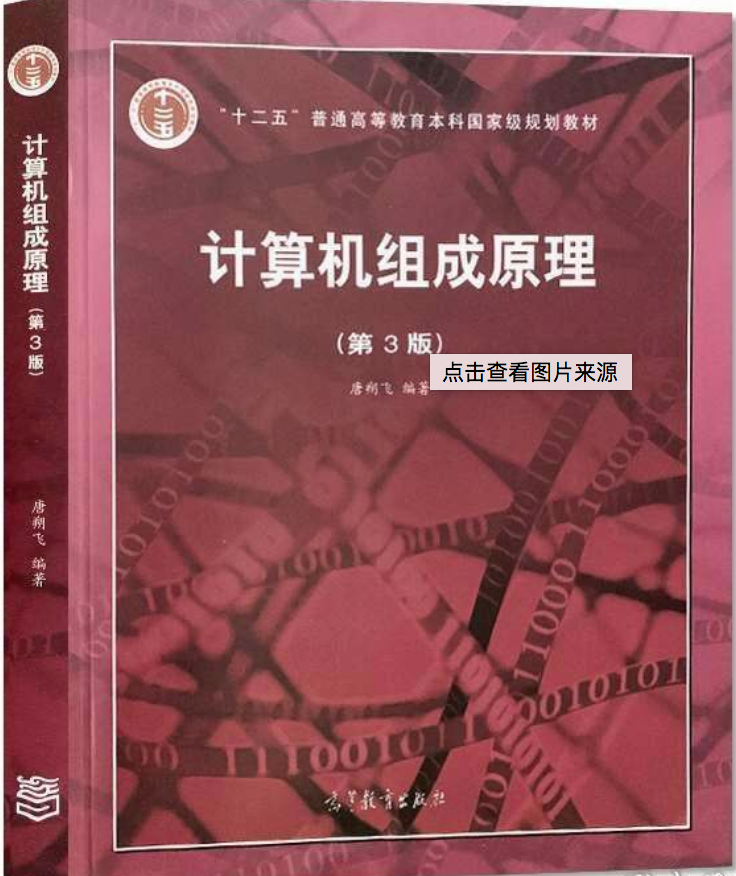 十二五
计算机组成原理
（第3版）
唐朔飞 编著
"十二五"普通高等教育本科国家级规划教材
计算机组成原理
（第 3 版）
唐朔飞 编著
点击查看图片来源
高等教育出版社